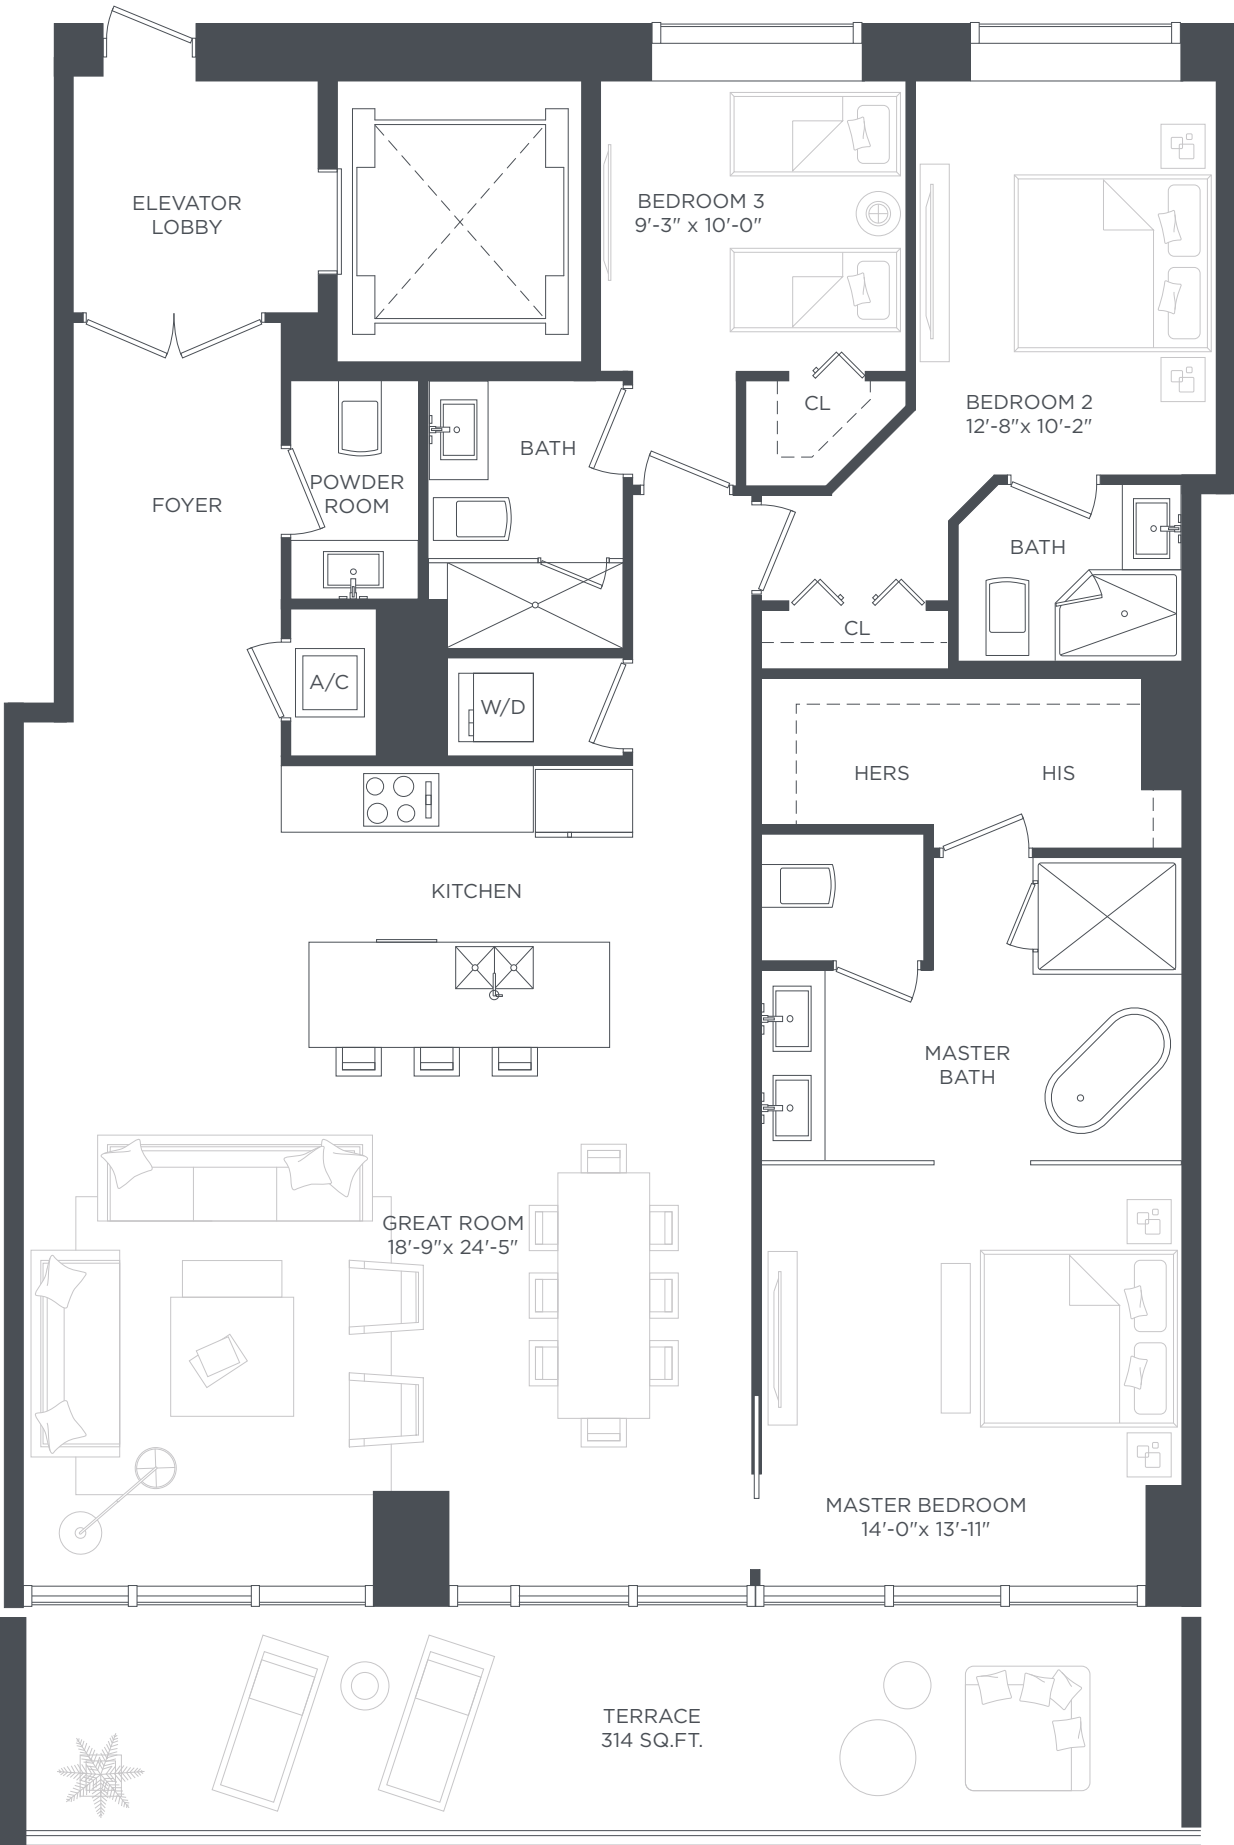 ELEVATOR
LOBBY
BEDROOM 3
9'-3" x 10'-0"
CL
BEDROOM 2
12'-8"x 10'-2"
BATH
POWDER
ROOM
FOYER
BATH
CL
A/C
W/D
HERS
HIS
KITCHEN
MASTER
BATH
GREAT ROOM
18'-9"x 24'-5"
MASTER BEDROOM
14'-0"x 13'-11"
TERRACE
314 SQ.FT.